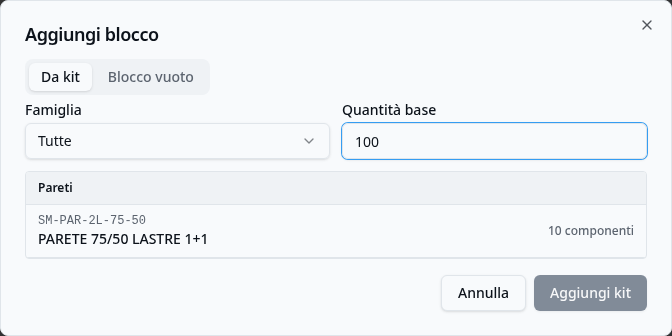 Aggiungi blocco
Da kit
Blocco vuoto
Famiglia
Quantità base
Tutte
100
Pareti
SM-PAR-2L-75-50
PARETE 75/50 LASTRE 1+1
10 componenti
Annulla
Aggiungi kit